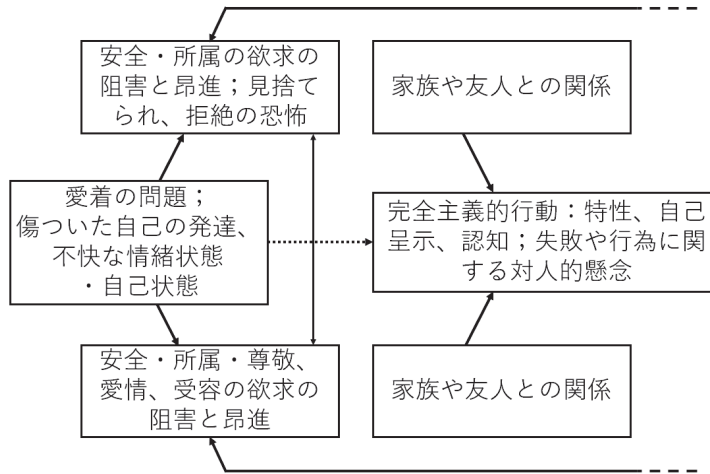 安全・所属の欲求の
阻害と昂進；見捨て
られ、拒絶の恐怖
家族や友人との関係
愛着の問題；
傷ついた自己の発達、
不快な情緒状態
・自己状態
完全主義的行動：特性、自己
呈示、認知；失敗や行為に関
する対人的懸念
安全・所属・尊敬、
愛情、受容の欲求の
阻害と昂進
家族や友人との関係